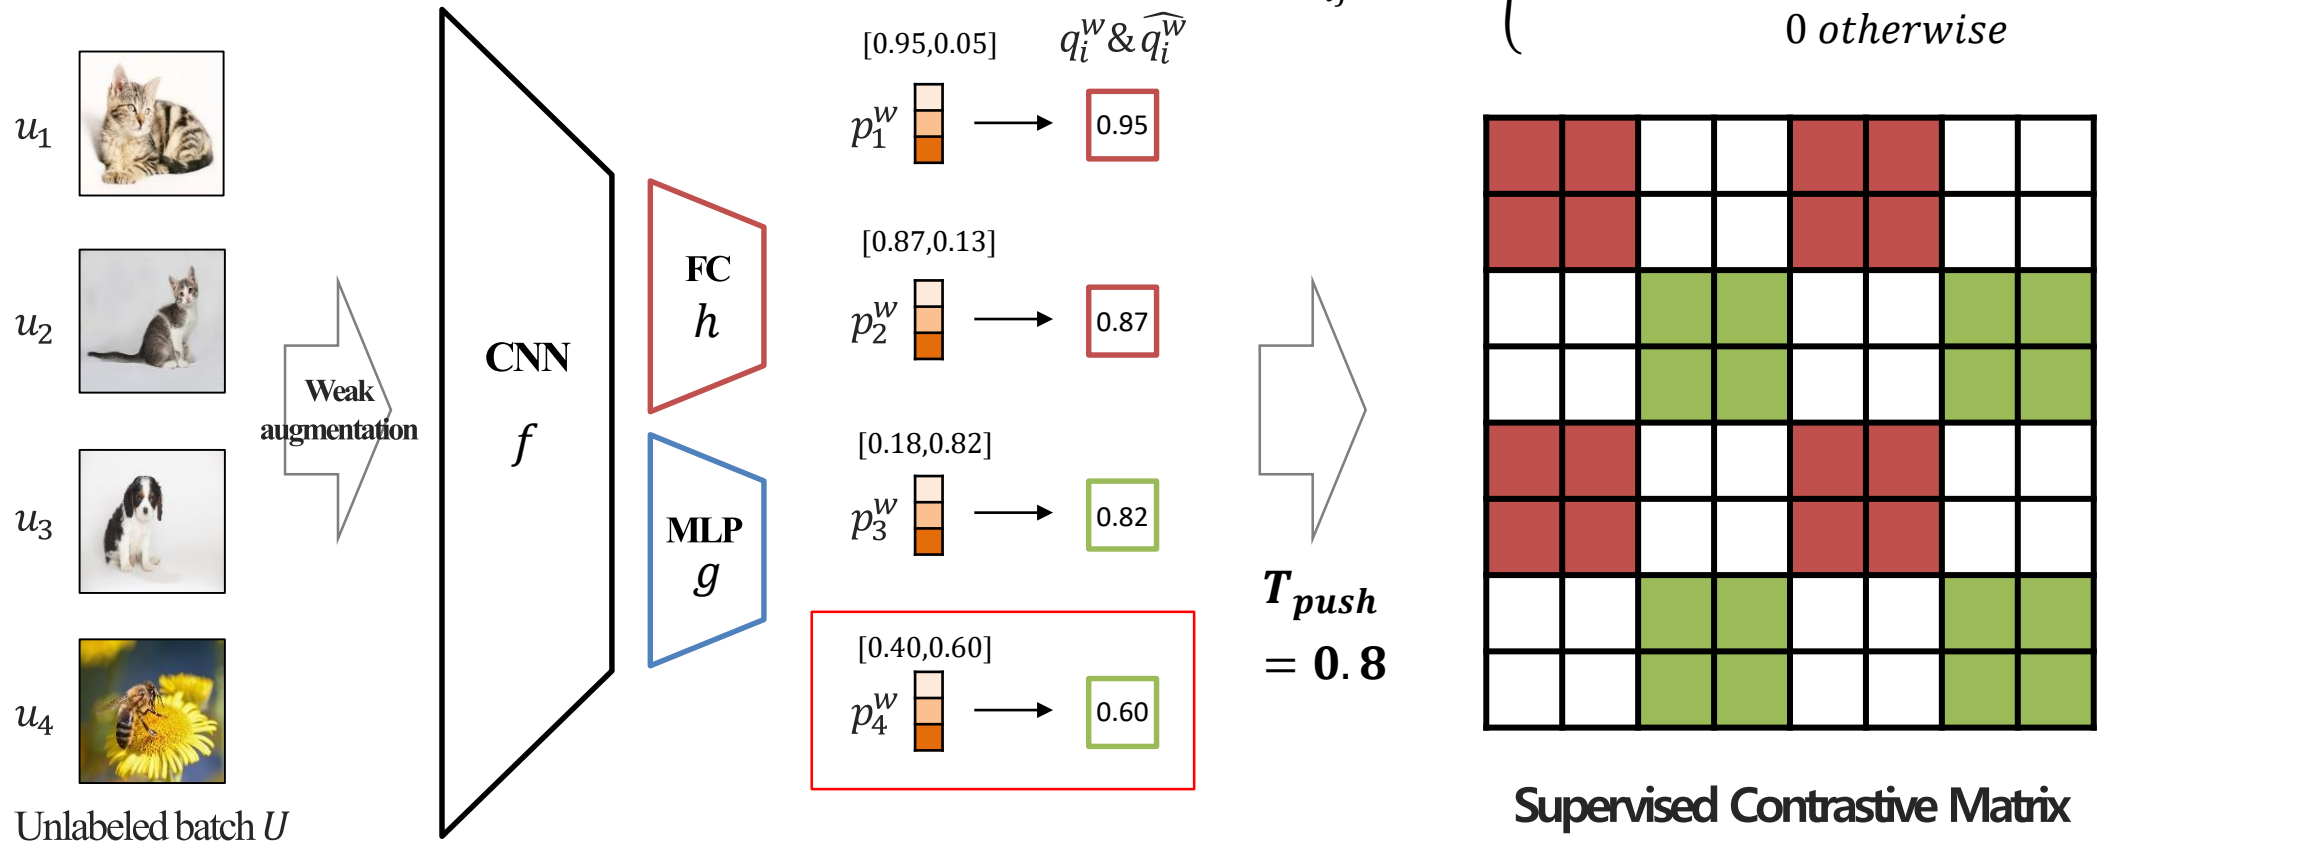 0 otherwise
[0.95,0.05]
q_i^w & \widehat{q_i^w}
u_1
p_1^w
0.95
[0.87,0.13]
u_2
FC
h
p_2^w
0.87
CNN
f
Weak
augmentation
[0.18,0.82]
u_3
MLP
g
p_3^w
0.82
T_push
= 0.8
[0.40,0.60]
u_4
p_4^w
0.60
Unlabeled batch U
Supervised Contrastive Matrix